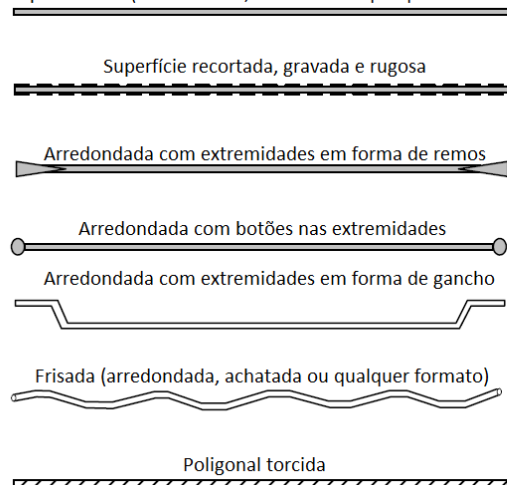 Superfície recortada, gravada e rugosa
Arredondada com extremidades em forma de remos
Arredondada com botões nas extremidades
Arredondada com extremidades em forma de gancho
Frisada (arredondada, achatada ou qualquer formato)
Poligonal torcida